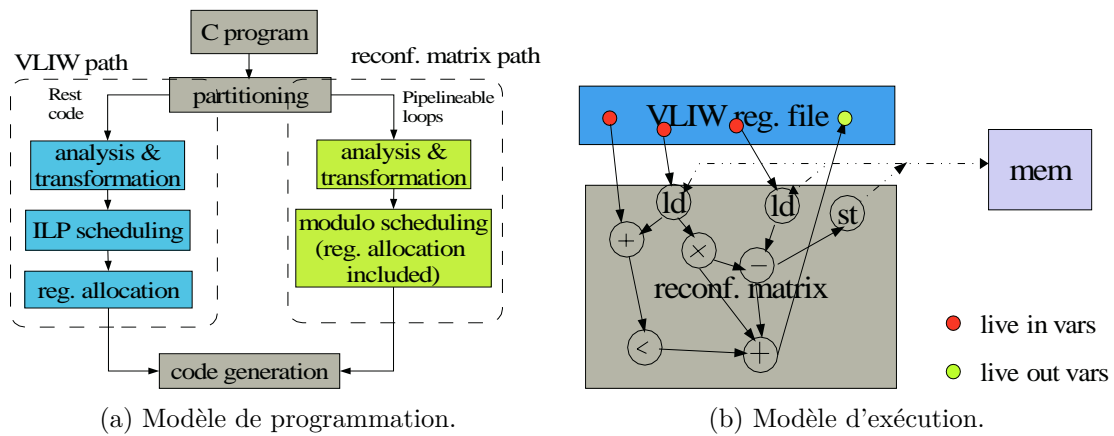 C program
VLIW path
reconf. matrix path
partitioning
Rest
code
Pipelineable
loops
analysis &
transformation
analysis &
transformation
ILP scheduling
modulo scheduling
(reg. allocation
included)
reg. allocation
code generation
(a) Modèle de programmation.
VLIW reg. file
mem
ld
ld
st
+
×
−
reconf. matrix
<
+
live in vars
live out vars
(b) Modèle d'exécution.